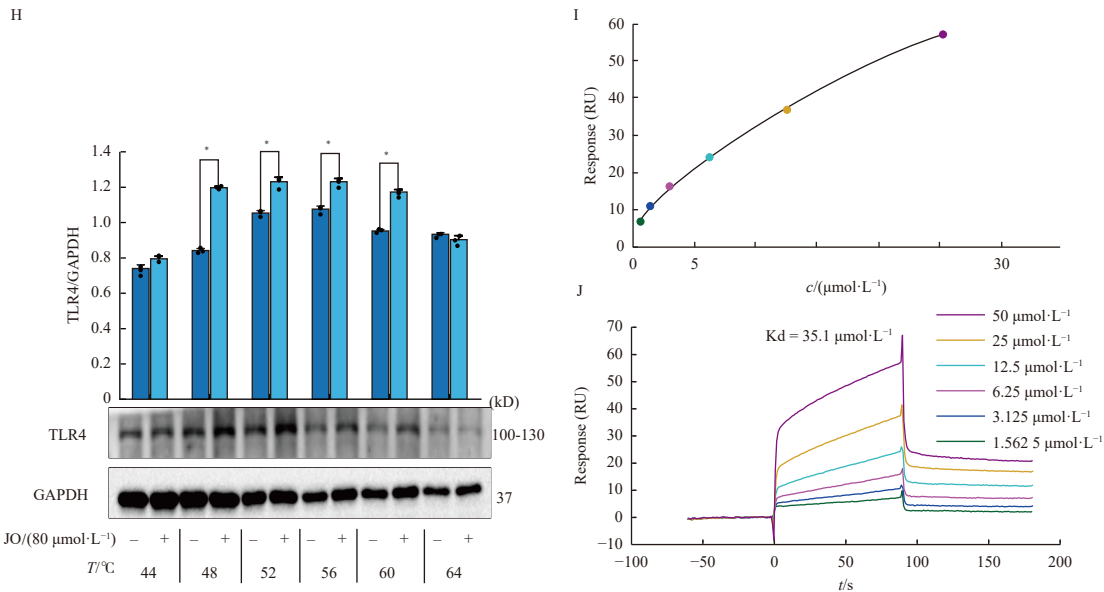 H
1.4
1.2
1.0
0.8
0.6
0.4
0.2
0
TLR4/GAPDH
* * * *
(kD)
TLR4 100-130
GAPDH 37
JO/(80 μmol·L⁻¹) – + – + – + – + – + – +
T/℃ 44 48 52 56 60 64
I
60
50
40
30
20
10
0
Response (RU)
0 5 30
c/(μmol·L⁻¹)
J
70
60
50
40
30
20
10
0
−10
Response (RU)
Kd = 35.1 μmol·L⁻¹
50 μmol·L⁻¹
25 μmol·L⁻¹
12.5 μmol·L⁻¹
6.25 μmol·L⁻¹
3.125 μmol·L⁻¹
1.562 5 μmol·L⁻¹
−100 −50 0 50 100 150 200
t/s